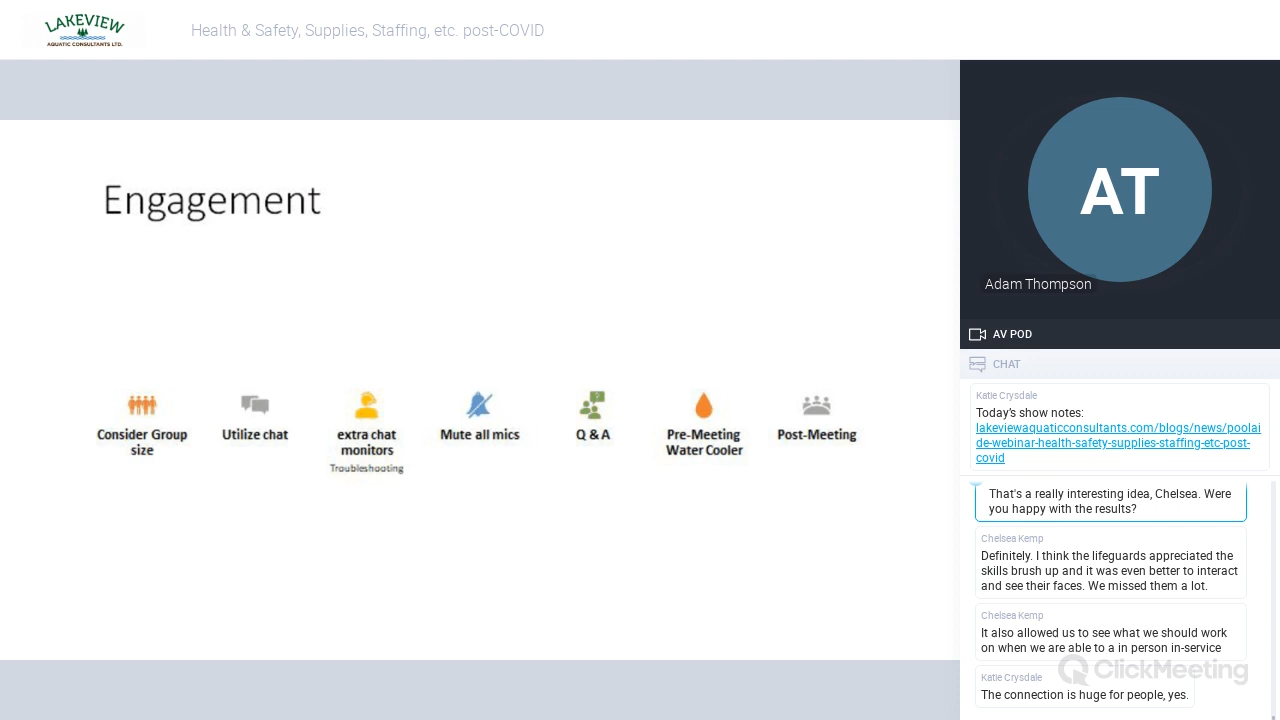 LAKEVIEW
AQUATIC CONSULTANTS LTD.
Health & Safety, Supplies, Staffing, etc. post-COVID
Engagement
Consider Group
size
Utilize chat
extra chat
monitors
Troubleshooting
Mute all mics
Q & A
Pre-Meeting
Water Cooler
Post-Meeting
AT
Adam Thompson
AV POD
CHAT
Katie Crysdale
Today's show notes:
lakeviewaquaticconsultants.com/blogs/news/poolai
de-webinar-health-safety-supplies-staffing-etc-post-
covid
That's a really interesting idea, Chelsea. Were
you happy with the results?
Chelsea Kemp
Definitely. I think the lifeguards appreciated the
skills brush up and it was even better to interact
and see their faces. We missed them a lot.
Chelsea Kemp
It also allowed us to see what we should work
on when we are able to a in person in-service
Katie Crysdale
The connection is huge for people, yes.
ClickMeeting